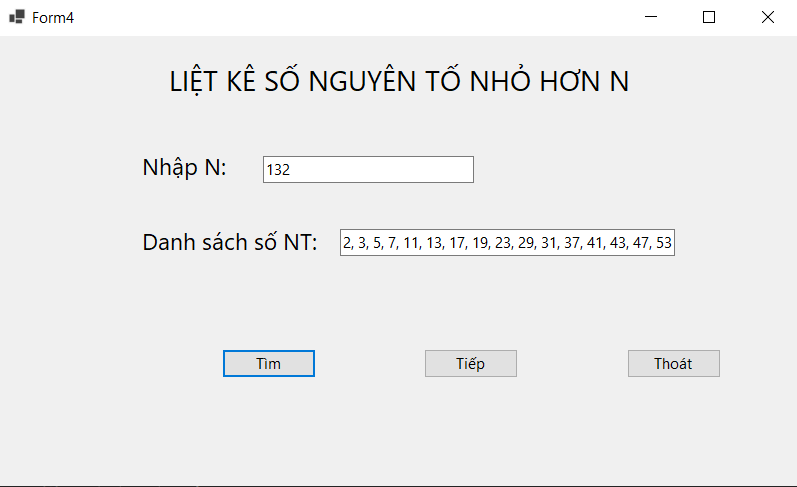 Form4
LIỆT KÊ SỐ NGUYÊN TỐ NHỎ HƠN N
Nhập N: 132
Danh sách số NT: 2, 3, 5, 7, 11, 13, 17, 19, 23, 29, 31, 37, 41, 43, 47, 53
Tìm Tiếp Thoát